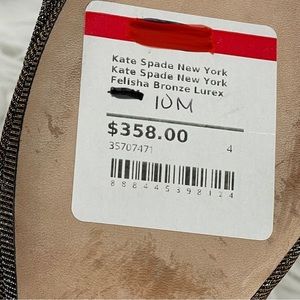 Kate Spade New York
Kate Spade New York
Felisha Bronze Lurex
10M
$358.00
35707471 4
888445398124